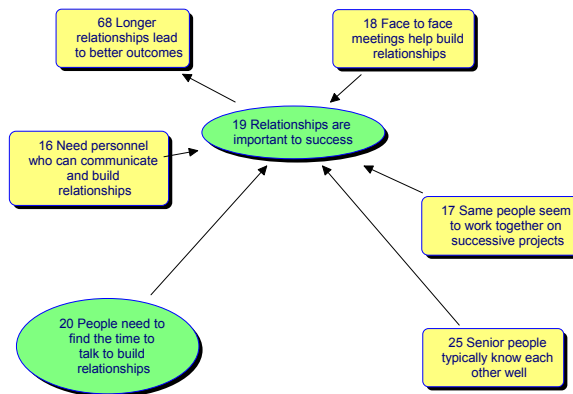 68 Longer
relationships lead
to better outcomes
18 Face to face
meetings help build
relationships
19 Relationships are
important to success
16 Need personnel
who can communicate
and build
relationships
17 Same people seem
to work together on
successive projects
20 People need to
find the time to
talk to build
relationships
25 Senior people
typically know each
other well